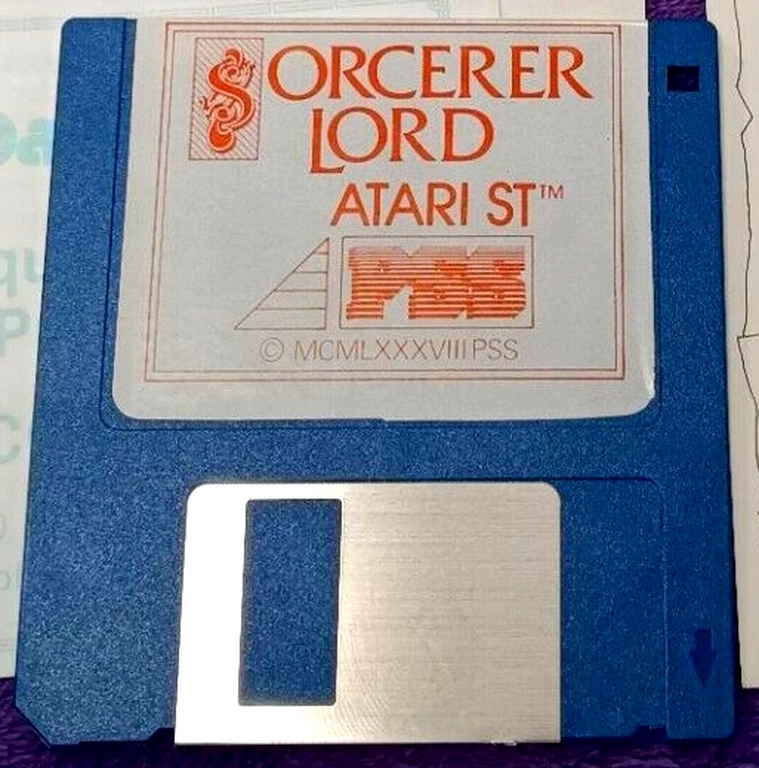 SORCERER
LORD
ATARI ST™
PSS
© MCMLXXXVIII PSS